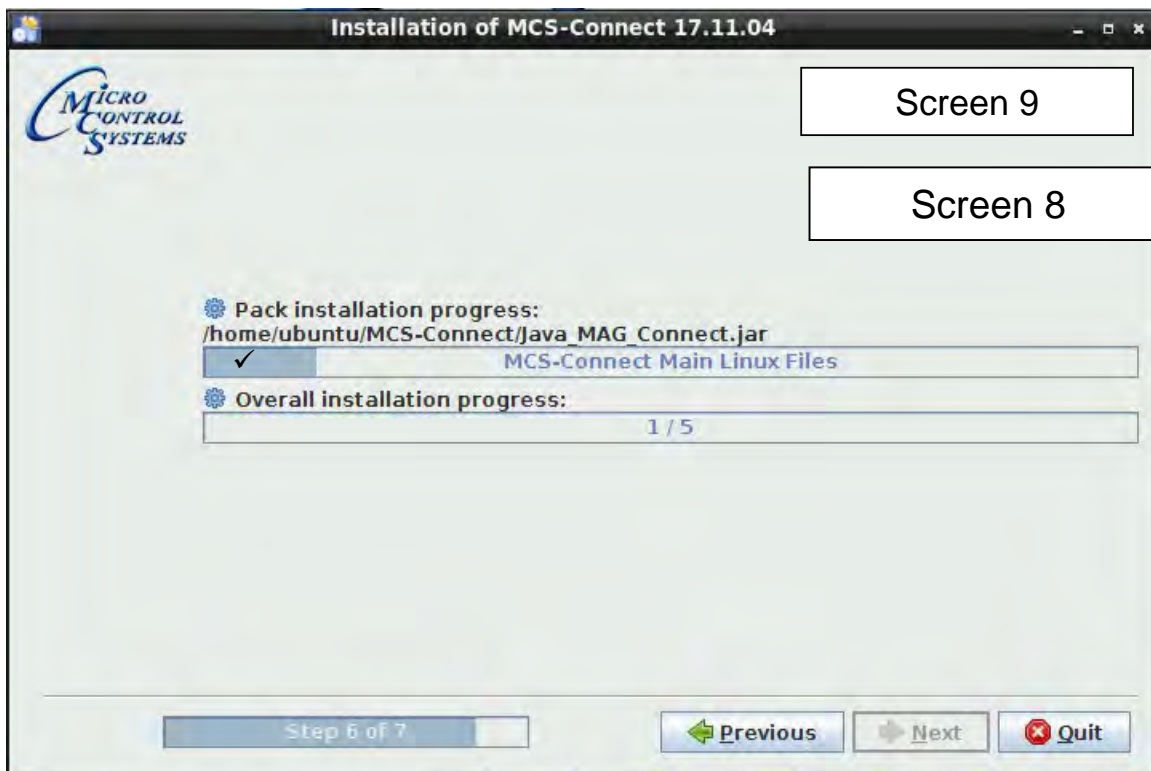 Installation of MCS-Connect 17.11.04
MICRO
CONTROL
SYSTEMS
Screen 9
Screen 8
Pack installation progress:
/home/ubuntu/MCS-Connect/Java_MAG_Connect.jar
✓ MCS-Connect Main Linux Files
Overall installation progress:
1 / 5
Step 6 of 7
Previous
Next
Quit